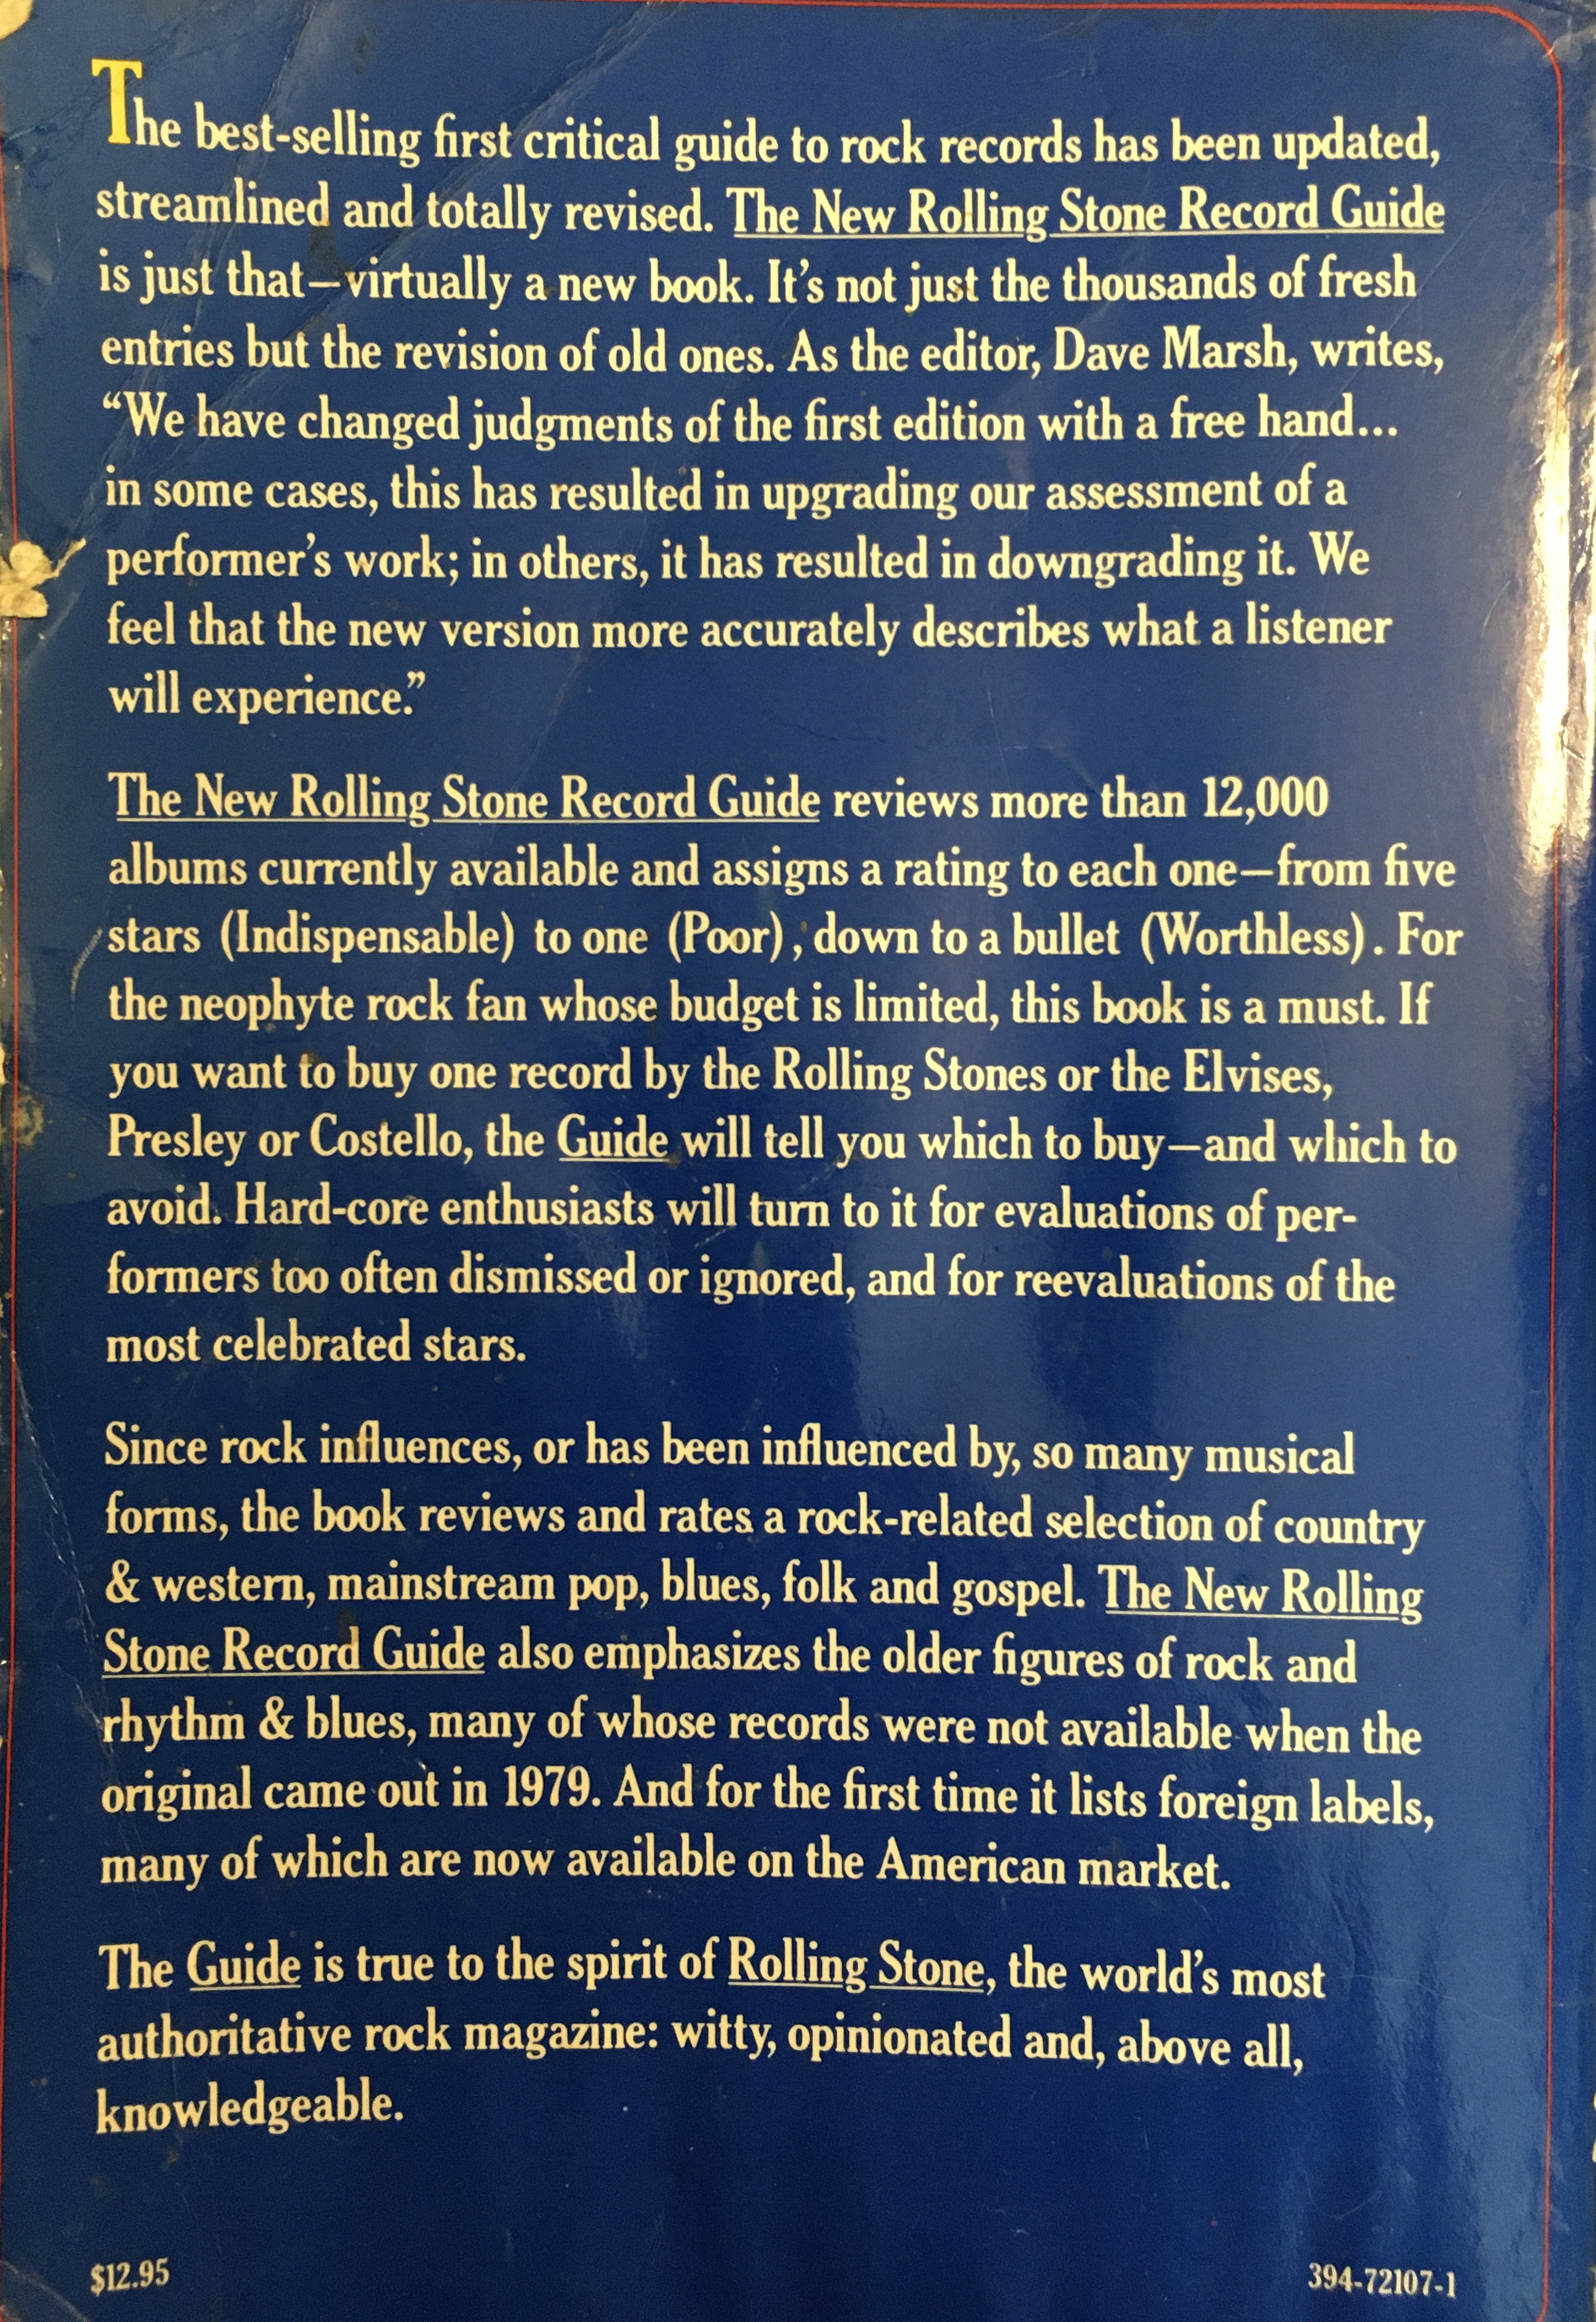 The best-selling first critical guide to rock records has been updated,
streamlined and totally revised. The New Rolling Stone Record Guide
is just that—virtually a new book. It's not just the thousands of fresh
entries but the revision of old ones. As the editor, Dave Marsh, writes,
“We have changed judgments of the first edition with a free hand...
in some cases, this has resulted in upgrading our assessment of a
performer's work; in others, it has resulted in downgrading it. We
feel that the new version more accurately describes what a listener
will experience.”
The New Rolling Stone Record Guide reviews more than 12,000
albums currently available and assigns a rating to each one—from five
stars (Indispensable) to one (Poor), down to a bullet (Worthless). For
the neophyte rock fan whose budget is limited, this book is a must. If
you want to buy one record by the Rolling Stones or the Elvises,
Presley or Costello, the Guide will tell you which to buy—and which to
avoid. Hard-core enthusiasts will turn to it for evaluations of per-
formers too often dismissed or ignored, and for reevaluations of the
most celebrated stars.
Since rock influences, or has been influenced by, so many musical
forms, the book reviews and rates a rock-related selection of country
& western, mainstream pop, blues, folk and gospel. The New Rolling
Stone Record Guide also emphasizes the older figures of rock and
rhythm & blues, many of whose records were not available when the
original came out in 1979. And for the first time it lists foreign labels,
many of which are now available on the American market.
The Guide is true to the spirit of Rolling Stone, the world's most
authoritative rock magazine: witty, opinionated and, above all,
knowledgeable.
$12.95
394-72107-1